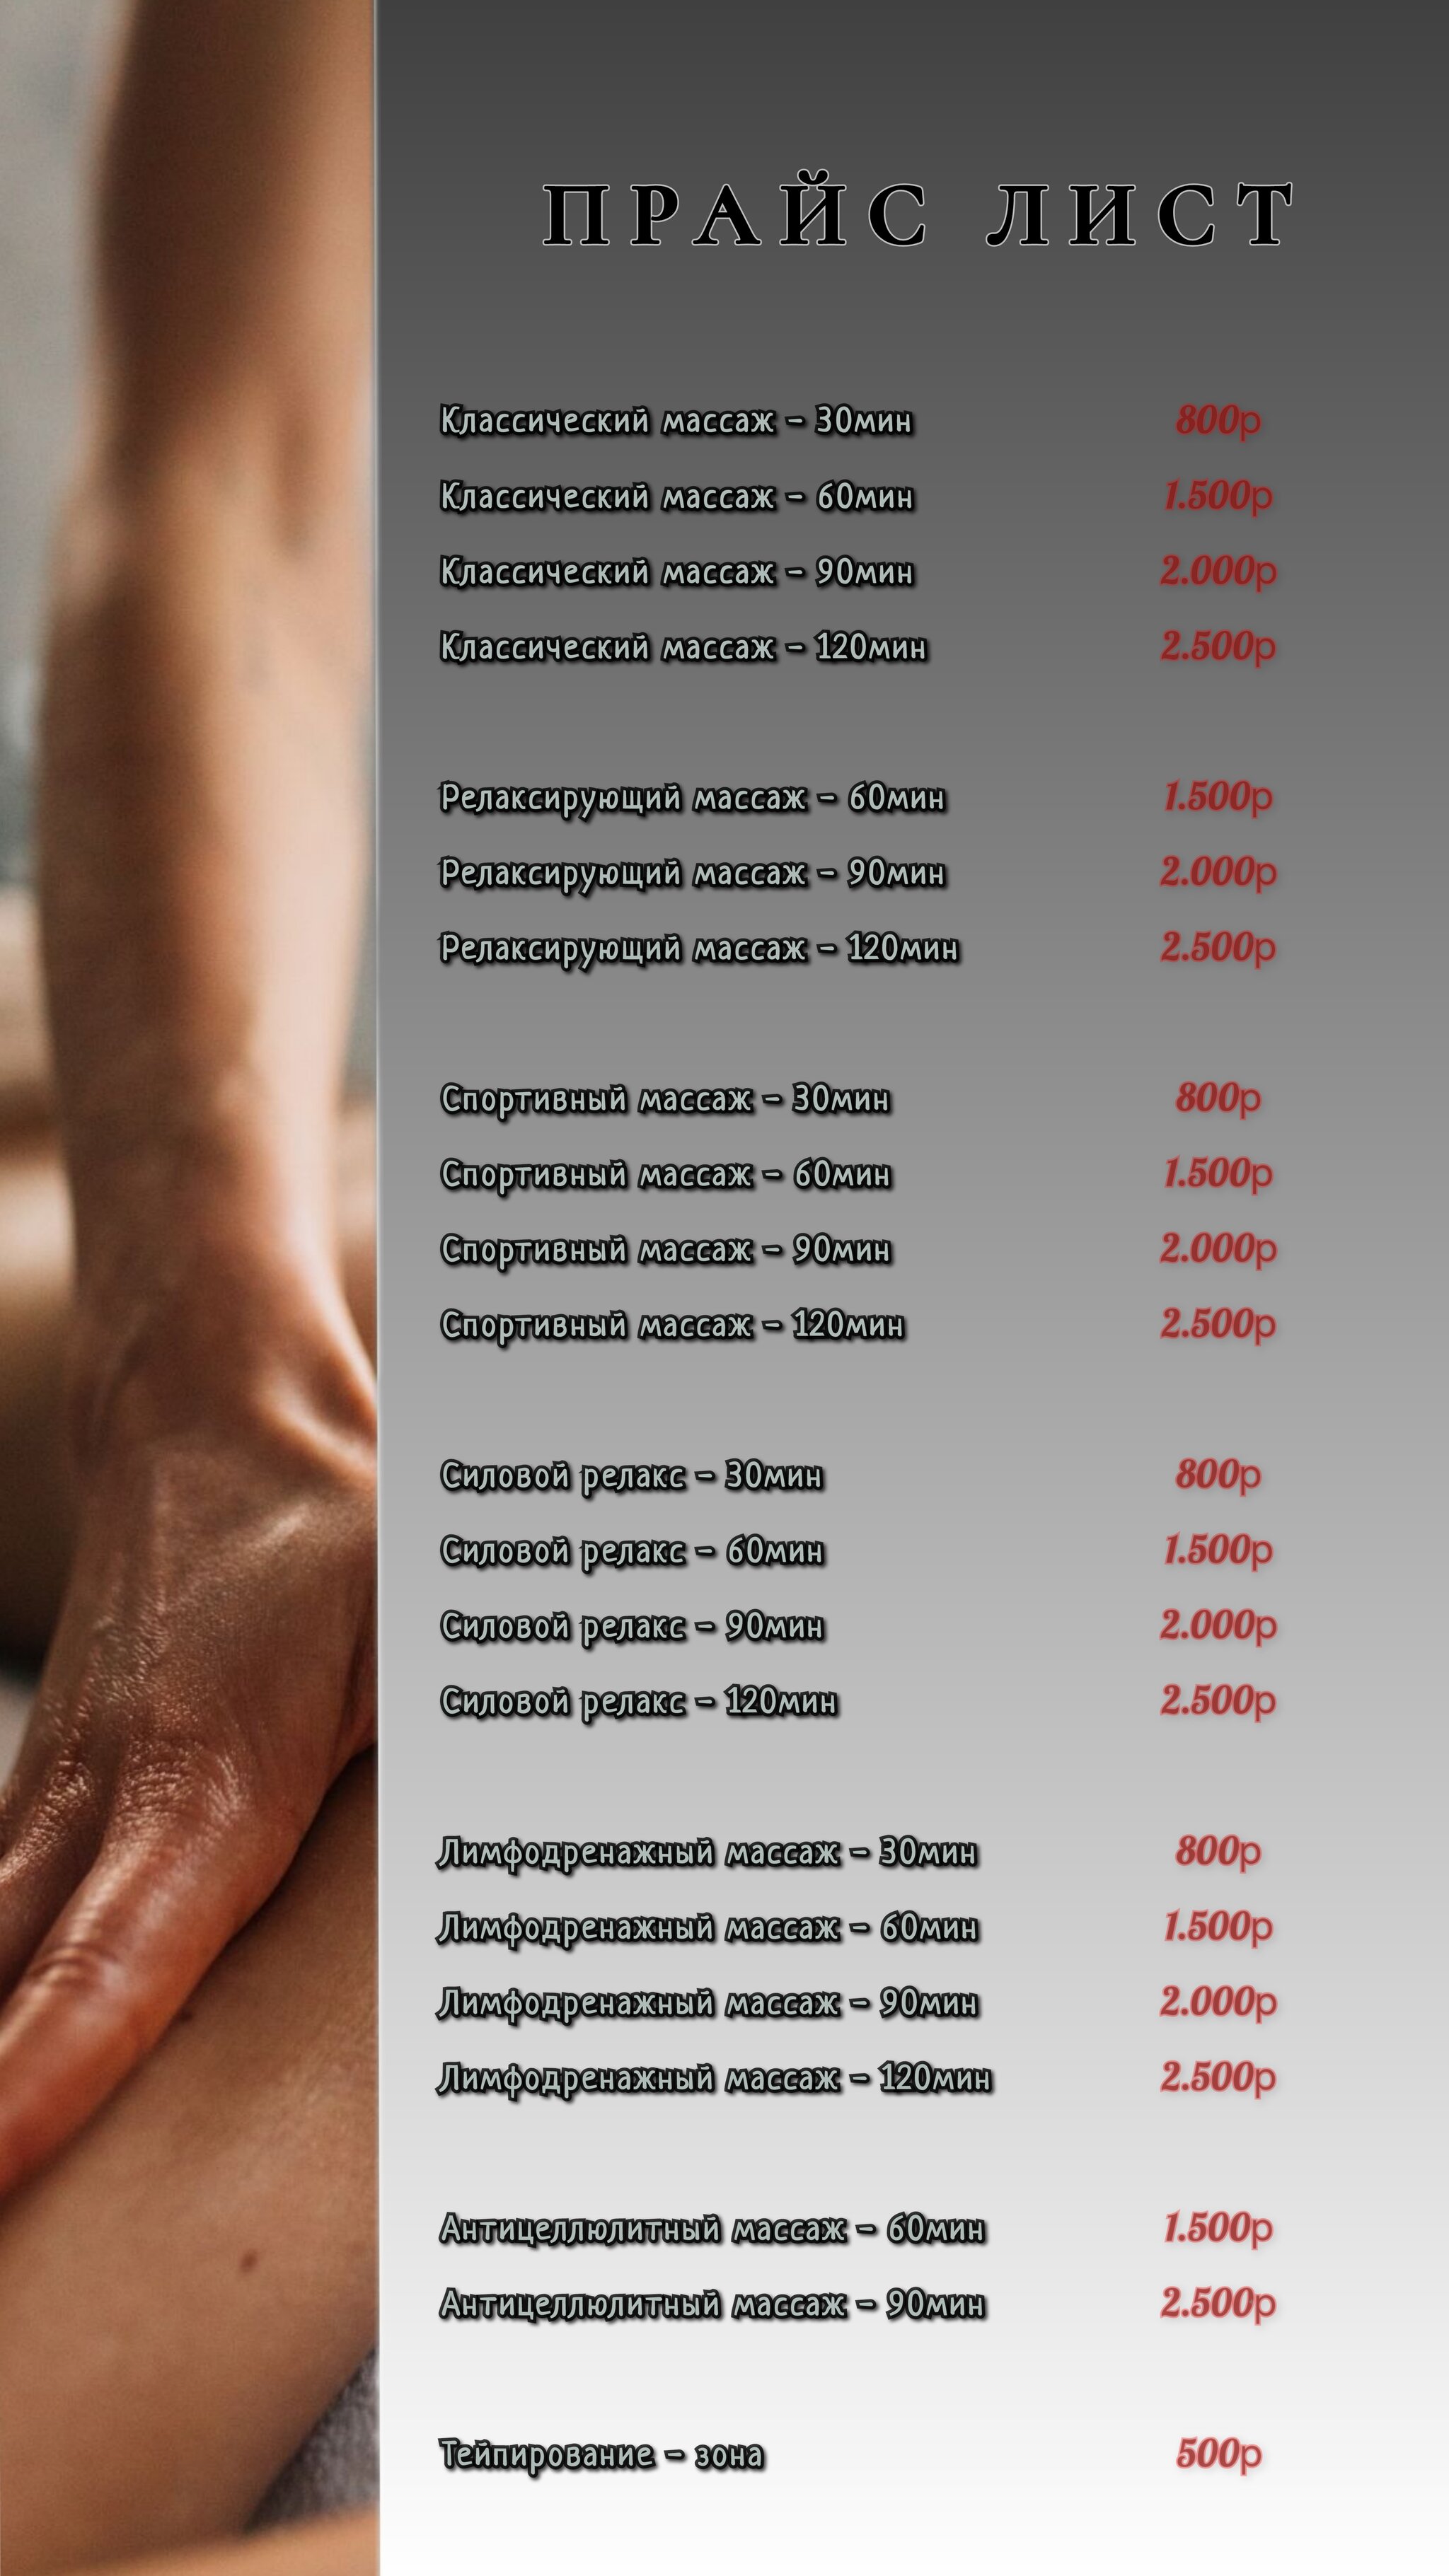 ПРАЙС ЛИСТ
Классический массаж - 30мин 800р
Классический массаж - 60мин 1.500р
Классический массаж - 90мин 2.000р
Классический массаж - 120мин 2.500р
Релаксирующий массаж - 60мин 1.500р
Релаксирующий массаж - 90мин 2.000р
Релаксирующий массаж - 120мин 2.500р
Спортивный массаж - 30мин 800р
Спортивный массаж - 60мин 1.500р
Спортивный массаж - 90мин 2.000р
Спортивный массаж - 120мин 2.500р
Силовой релакс - 30мин 800р
Силовой релакс - 60мин 1.500р
Силовой релакс - 90мин 2.000р
Силовой релакс - 120мин 2.500р
Лимфодренажный массаж - 30мин 800р
Лимфодренажный массаж - 60мин 1.500р
Лимфодренажный массаж - 90мин 2.000р
Лимфодренажный массаж - 120мин 2.500р
Антицеллюлитный массаж - 60мин 1.500р
Антицеллюлитный массаж - 90мин 2.500р
Тейпирование - зона 500р